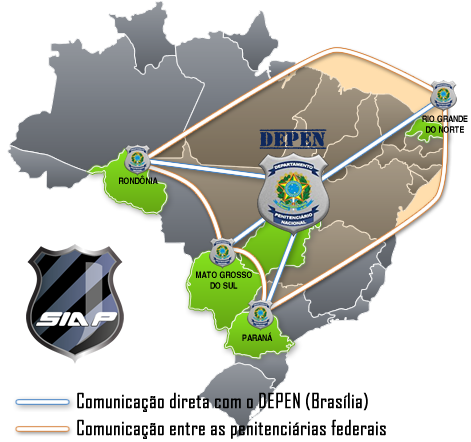 DEPEN
DEPARTAMENTO
PENITENCIÁRIO
NACIONAL
RIO GRANDE
DO NORTE
RONDÔNIA
MATO GROSSO
DO SUL
PARANÁ
SIAP
Comunicação direta com o DEPEN (Brasília)
Comunicação entre as penitenciárias federais